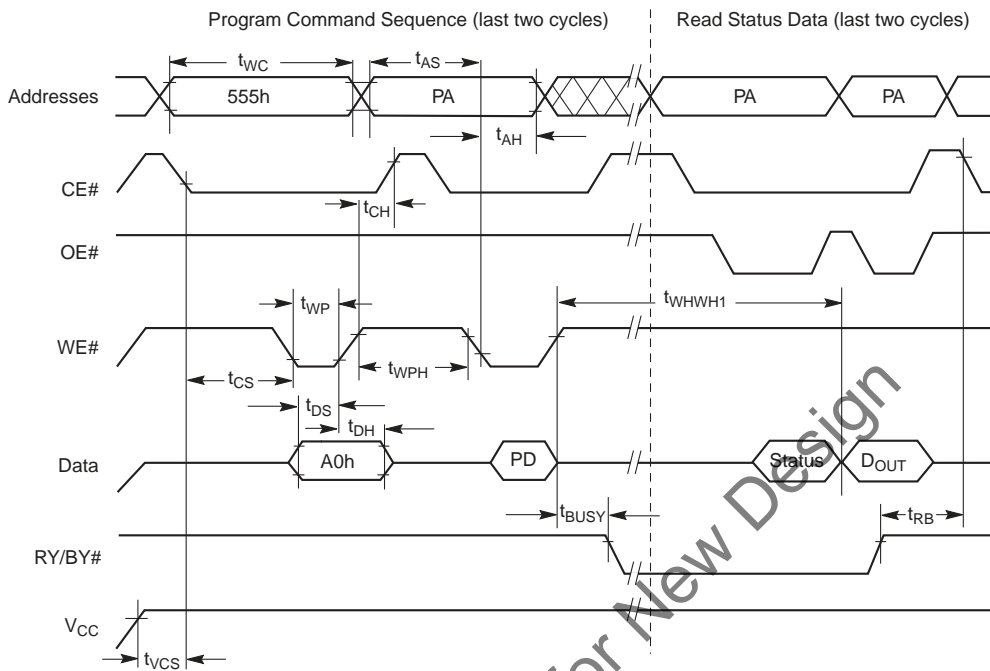 Program Command Sequence (last two cycles)
Read Status Data (last two cycles)
tWC
tAS
Addresses
555h
PA
PA
PA
tAH
CE#
tCH
OE#
tWP
tWHWH1
WE#
tWPH
tCS
tDS
tDH
Data
A0h
PD
Status
DOUT
tBUSY
tRB
RY/BY#
VCC
tVCS
for New Design